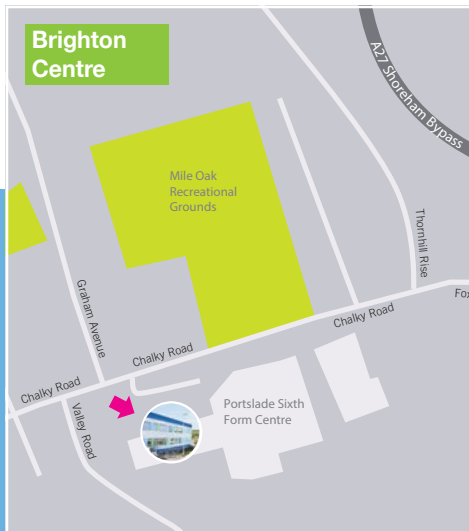 Brighton
Centre
A27 Shoreham Bypass
Mile Oak
Recreational
Grounds
Thornhill Rise
Graham Avenue
Fox
Chalky Road
Chalky Road
Chalky Road
Valley Road
Portslade Sixth
Form Centre